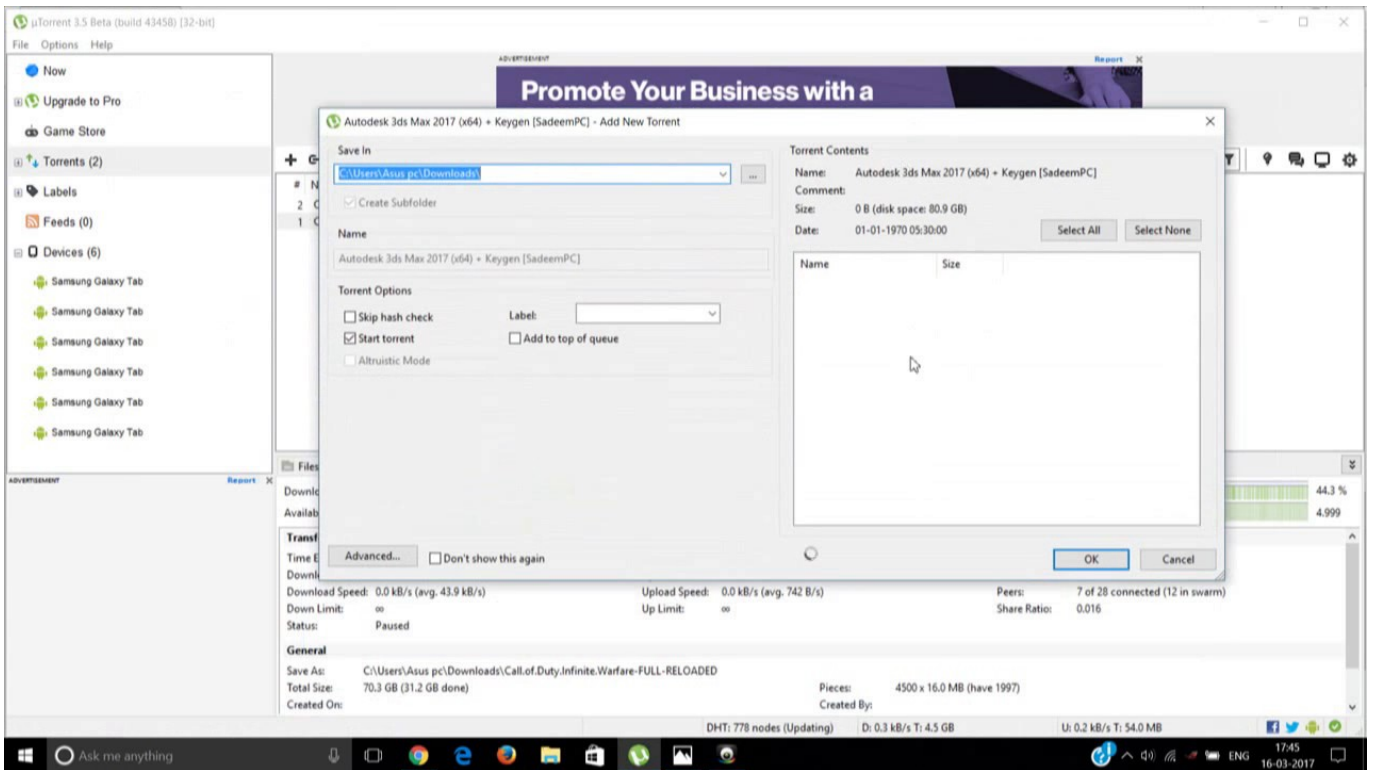 µTorrent 3.5 Beta (build 43458) [32-bit]
File Options Help
Now
Upgrade to Pro
Game Store
Torrents (2)
Labels
Feeds (0)
Devices (6)
Samsung Galaxy Tab
Samsung Galaxy Tab
Samsung Galaxy Tab
Samsung Galaxy Tab
Samsung Galaxy Tab
Samsung Galaxy Tab
ADVERTISEMENT Report X
ADVERTISEMENT Report X
Promote Your Business with a
# N
2 C
1 C
Autodesk 3ds Max 2017 (x64) + Keygen [SadeemPC] - Add New Torrent
Save In
C:\Users\Asus pc\Downloads\
...
Create Subfolder
Name
Autodesk 3ds Max 2017 (x64) + Keygen [SadeemPC]
Torrent Options
Skip hash check Label:
Start torrent Add to top of queue
Altruistic Mode
Advanced... Don't show this again
Torrent Contents
Name: Autodesk 3ds Max 2017 (x64) + Keygen [SadeemPC]
Comment:
Size: 0 B (disk space: 80.9 GB)
Date: 01-01-1970 05:30:00 Select All Select None
Name Size
OK Cancel
Files
Downlo
Availab
44.3 %
4.999
Transf
Time E
Downlo
Download Speed: 0.0 kB/s (avg. 43.9 kB/s) Upload Speed: 0.0 kB/s (avg. 742 B/s) Peers: 7 of 28 connected (12 in swarm)
Down Limit: ∞ Up Limit: ∞ Share Ratio: 0.016
Status: Paused
General
Save As: C:\Users\Asus pc\Downloads\Call.of.Duty.Infinite.Warfare-FULL-RELOADED
Total Size: 70.3 GB (31.2 GB done) Pieces: 4500 x 16.0 MB (have 1997)
Created On: Created By:
DHT: 778 nodes (Updating) D: 0.3 kB/s T: 4.5 GB U: 0.2 kB/s T: 54.0 MB
Ask me anything
ENG
17:45
16-03-2017